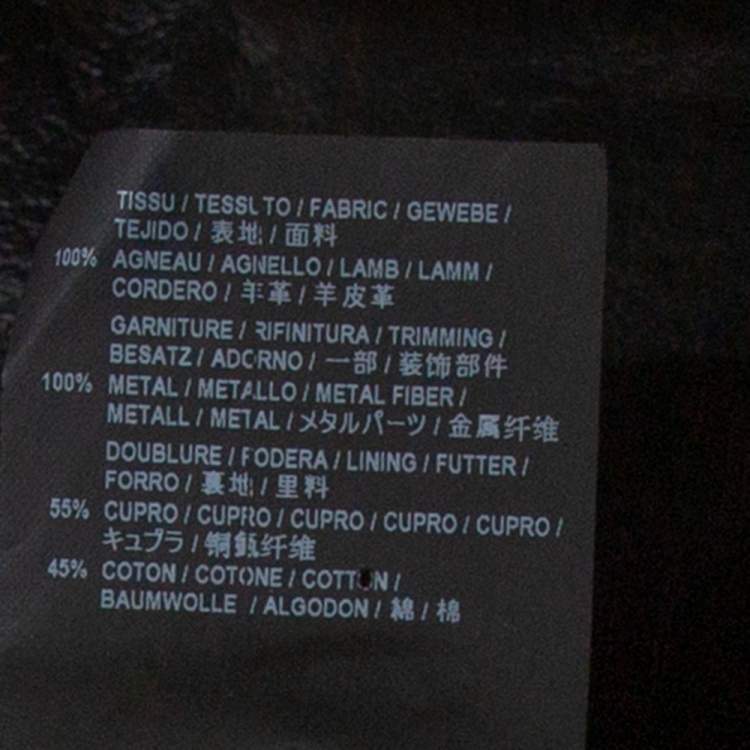 TISSU / TESSUTO / FABRIC / GEWEBE /
TEJIDO / 表地 / 面料
100% AGNEAU / AGNELLO / LAMB / LAMM /
CORDERO / 羊革 / 羊皮革
GARNITURE / RIFINITURA / TRIMMING /
BESATZ / ADORNO / 一部 / 装饰部件
100% METAL / METALLO / METAL FIBER /
METALL / METAL / メタルパーツ / 金属纤维
DOUBLURE / FODERA / LINING / FUTTER /
FORRO / 裏地 / 里料
55% CUPRO / CUPRO / CUPRO / CUPRO / CUPRO /
キュプラ / 铜氨纤维
45% COTON / COTONE / COTTON /
BAUMWOLLE / ALGODON / 綿 / 棉